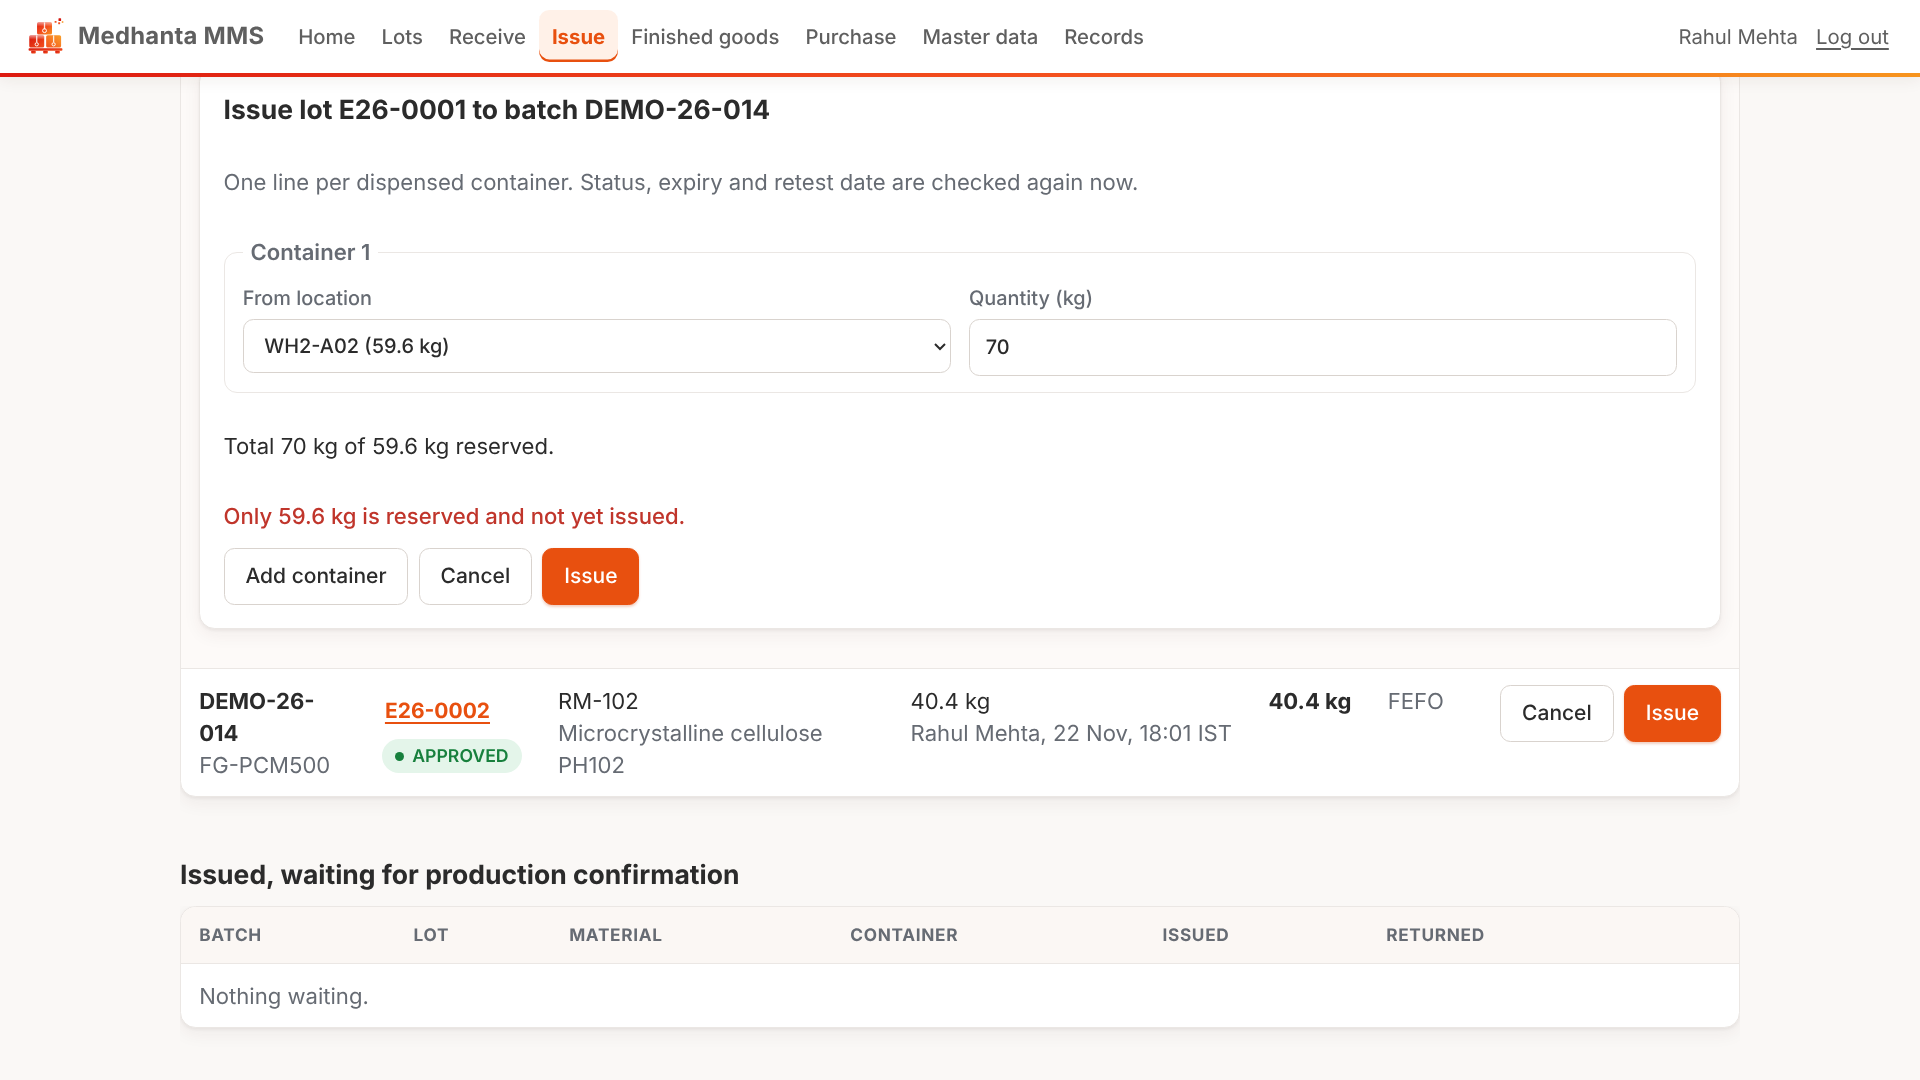 Medhanta MMS Home Lots Receive Issue Finished goods Purchase Master data Records Rahul Mehta Log out
Issue lot E26-0001 to batch DEMO-26-014
One line per dispensed container. Status, expiry and retest date are checked again now.
Container 1
From location Quantity (kg)
WH2-A02 (59.6 kg) 70
Total 70 kg of 59.6 kg reserved.
Only 59.6 kg is reserved and not yet issued.
Add container Cancel Issue
DEMO-26- E26-0002 RM-102 40.4 kg 40.4 kg FEFO Cancel Issue
014 Microcrystalline cellulose Rahul Mehta, 22 Nov, 18:01 IST
FG-PCM500 APPROVED PH102
Issued, waiting for production confirmation
BATCH LOT MATERIAL CONTAINER ISSUED RETURNED
Nothing waiting.